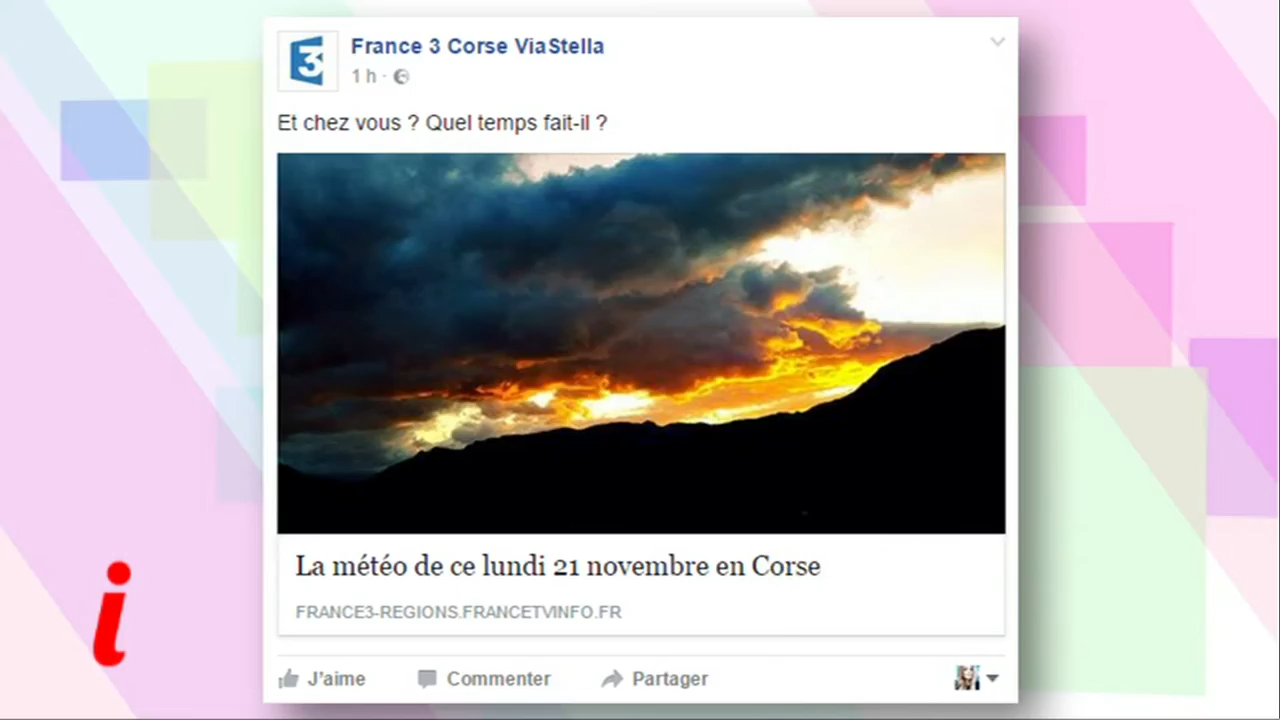 3
France 3 Corse ViaStella
1 h ·
Et chez vous ? Quel temps fait-il ?
La météo de ce lundi 21 novembre en Corse
FRANCE3-REGIONS.FRANCETVINFO.FR
J'aime Commenter Partager
i